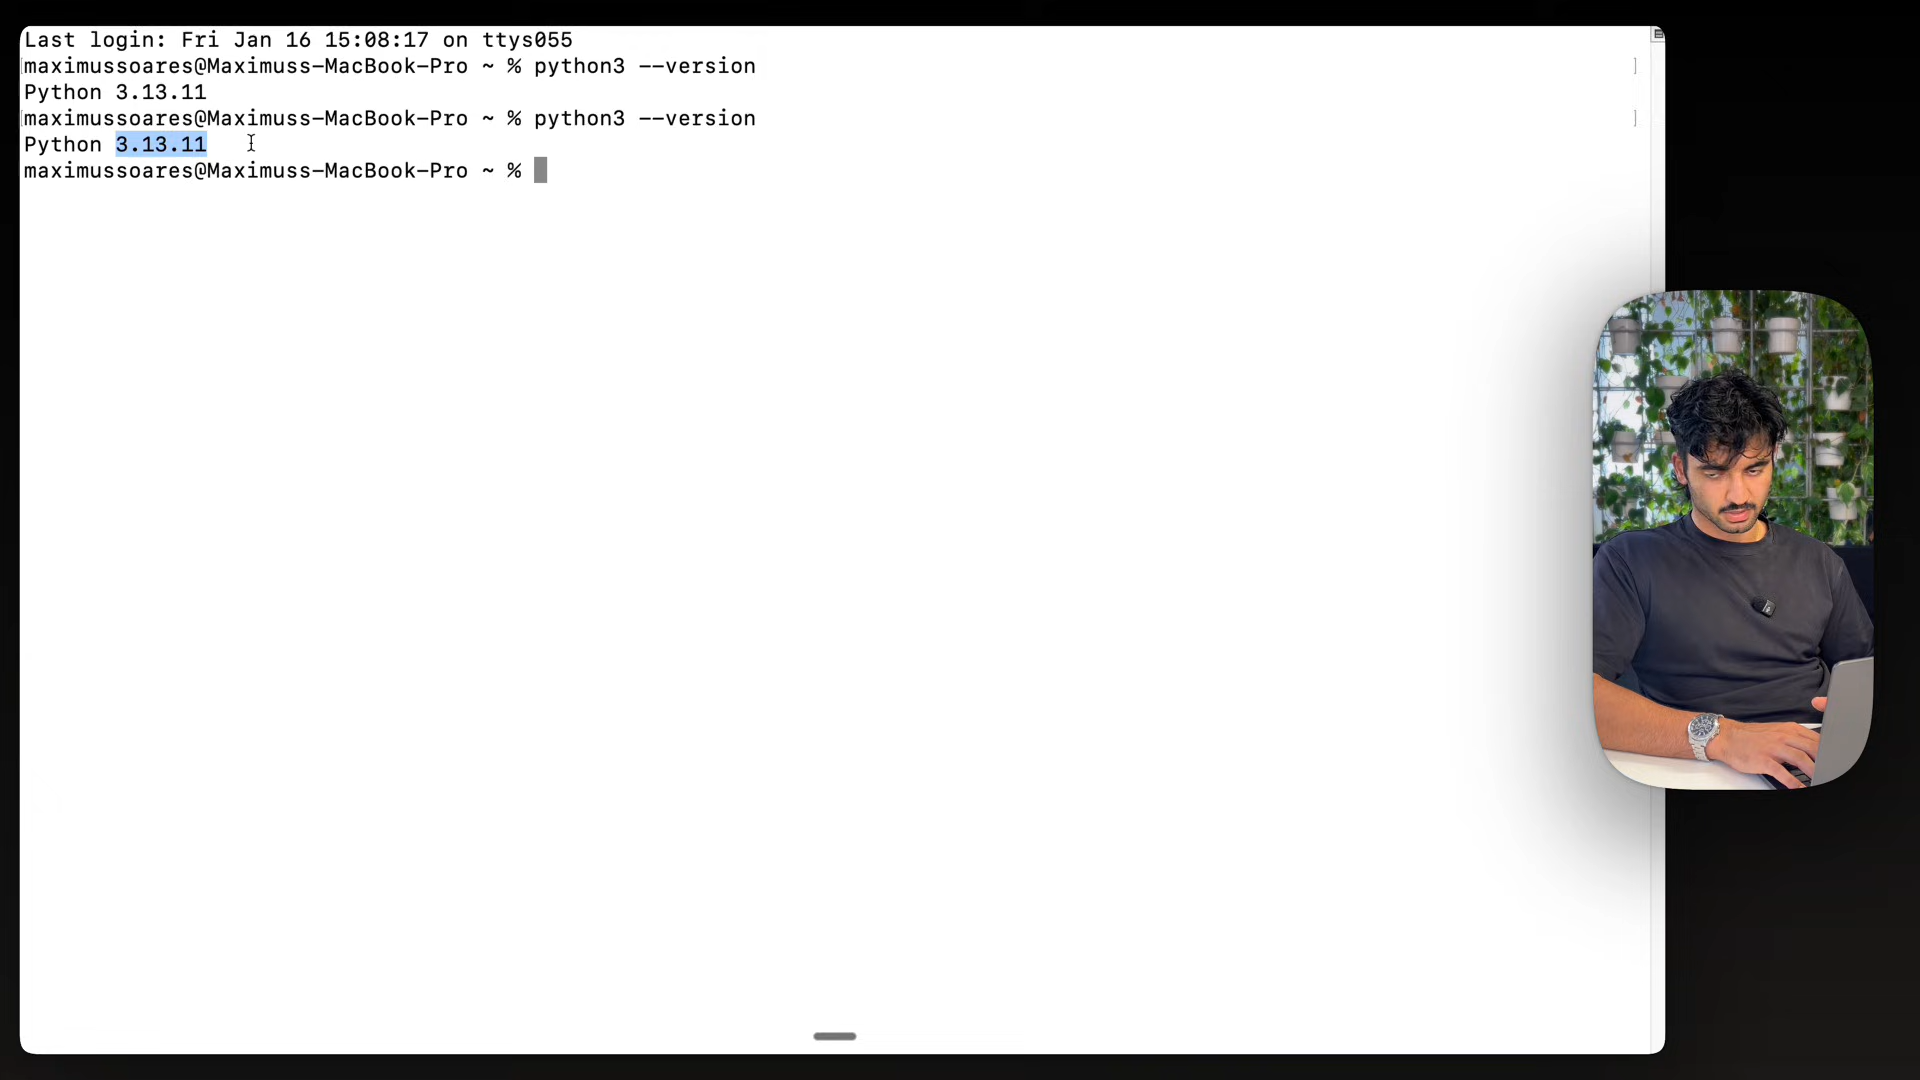 Last login: Fri Jan 16 15:08:17 on ttys055
maximussoares@Maximuss-MacBook-Pro ~ % python3 --version
Python 3.13.11
maximussoares@Maximuss-MacBook-Pro ~ % python3 --version
Python 3.13.11
maximussoares@Maximuss-MacBook-Pro ~ %